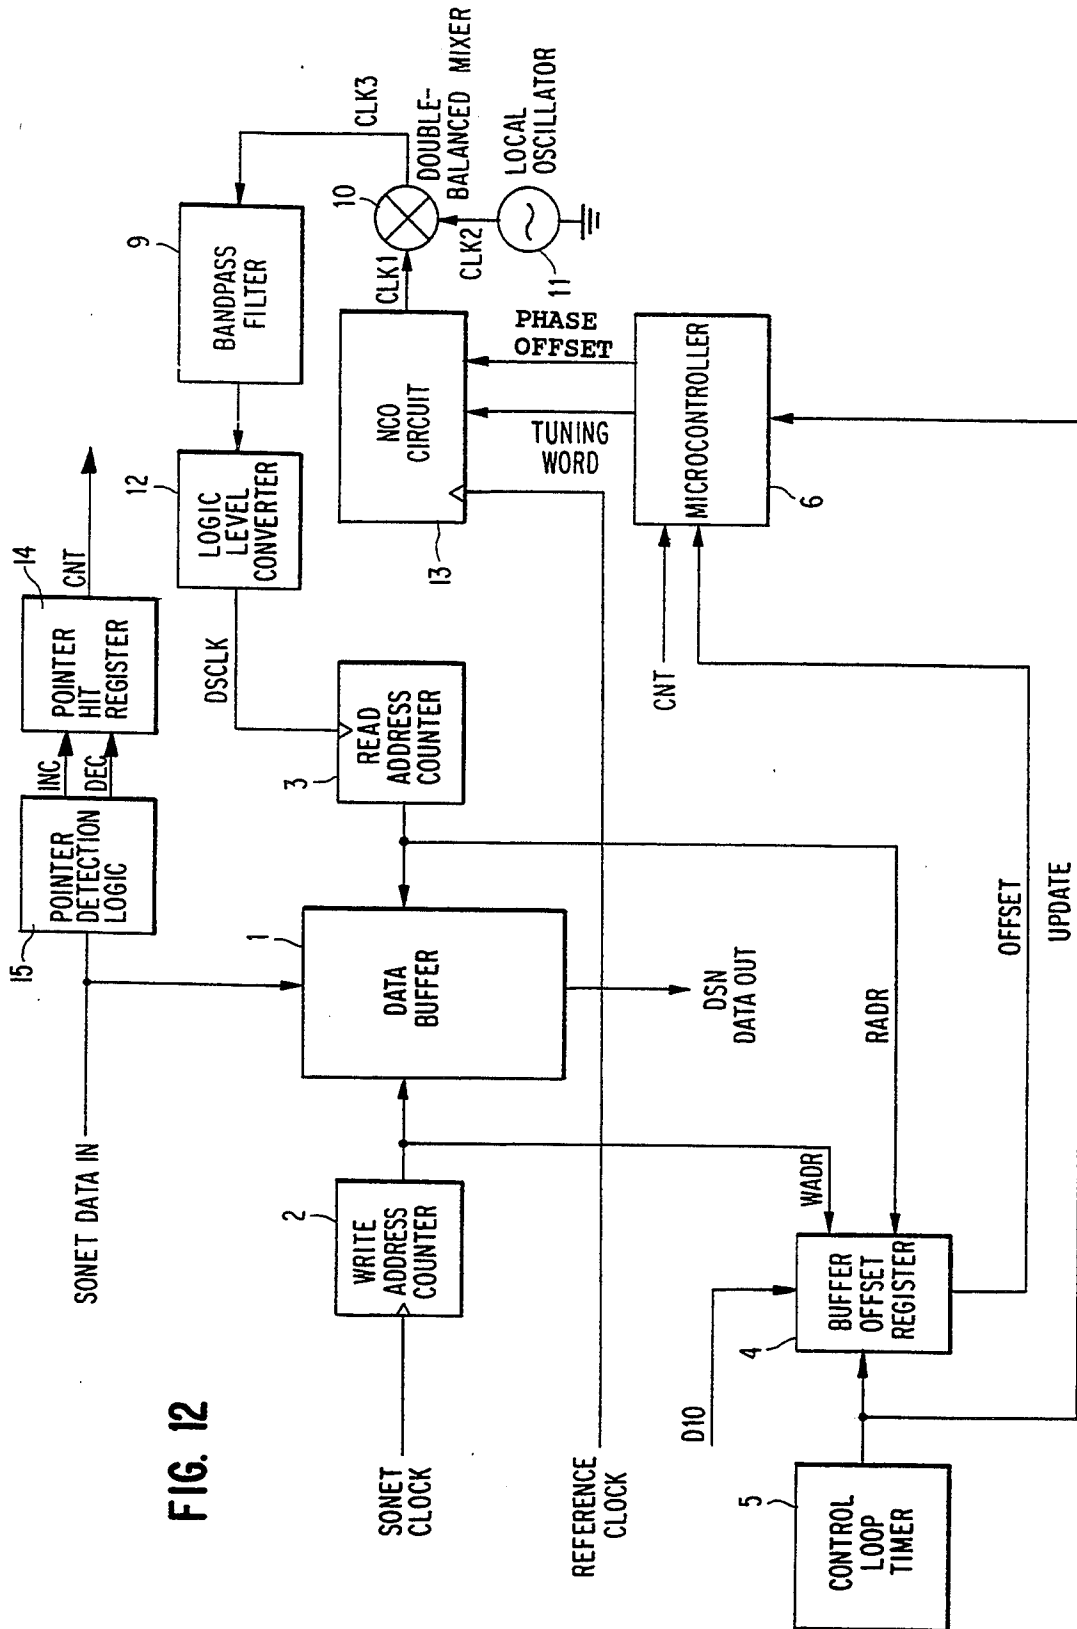 FIG. 12
SONET DATA IN
15
POINTER
DETECTION
LOGIC
INC
DEC
14
POINTER
HIT
REGISTER
CNT
SONET
CLOCK
2
WRITE
ADDRESS
COUNTER
1
DATA
BUFFER
3
READ
ADDRESS
COUNTER
DSCLK
12
LOGIC
LEVEL
CONVERTER
9
BANDPASS
FILTER
CLK3
10
DOUBLE-
BALANCED MIXER
CLK1
CLK2
11
LOCAL
OSCILLATOR
REFERENCE
CLOCK
DSN
DATA OUT
13
NCO
CIRCUIT
TUNING
WORD
PHASE
OFFSET
CNT
MICROCONTROLLER
6
D10
WADR
RADR
4
BUFFER
OFFSET
REGISTER
5
CONTROL
LOOP
TIMER
OFFSET
UPDATE